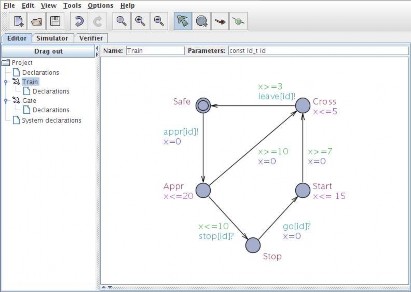 File Edit View Tools Options Help
Editor Simulator Verifier
Drag out
Name: Train Parameters: const id_t id
Project
Declarations
Train
Declarations
Gate
Declarations
System declarations
x>=3
leave[id]!
Safe
Cross
x<=5
appr[id]!
x=0
x>=10
x=0
x>=7
x=0
Appr
x<=20
Start
x<= 15
x<=10
stop[id]?
go[id]?
x=0
Stop